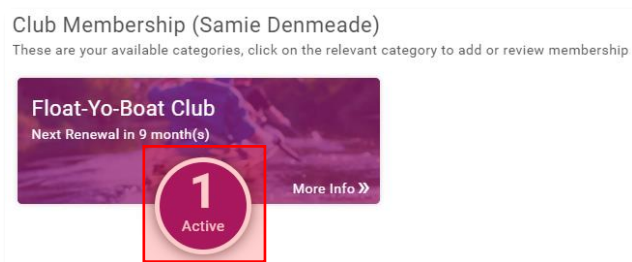 Club Membership (Samie Denmeade)
These are your available categories, click on the relevant category to add or review membership
Float-Yo-Boat Club
Next Renewal in 9 month(s)
1
Active
More Info »